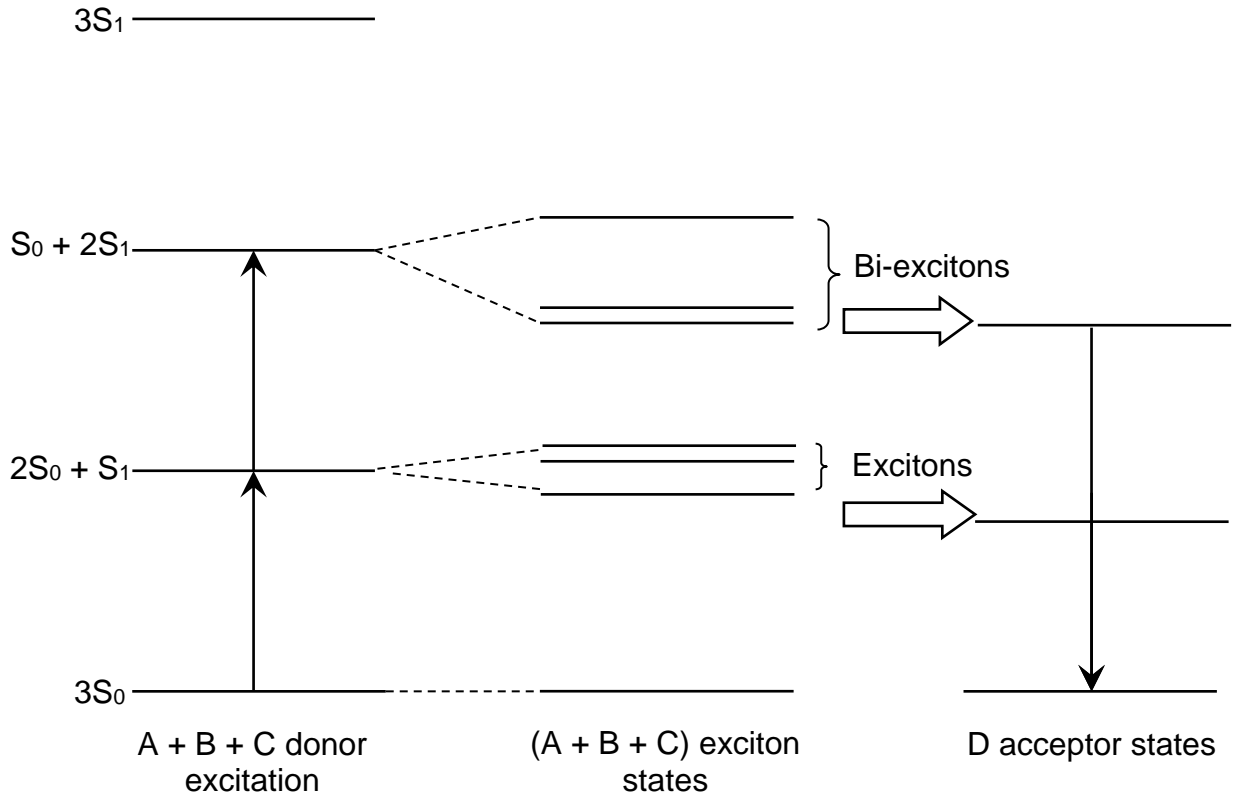 3S₁
S₀ + 2S₁
Bi-excitons
2S₀ + S₁
Excitons
3S₀
A + B + C donor
excitation
(A + B + C) exciton
states
D acceptor states